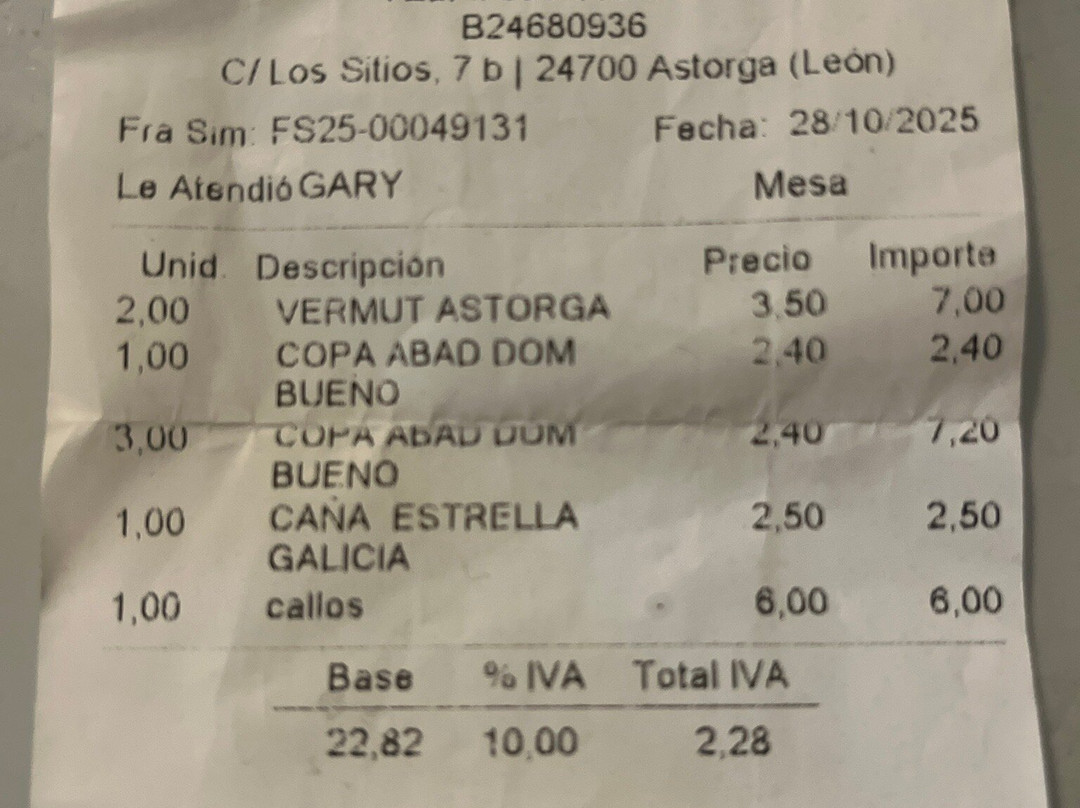 B24680936
C/ Los Sitios, 7 b | 24700 Astorga (León)
Fra Sim: FS25-00049131 Fecha: 28/10/2025
Le Atendió GARY Mesa
Unid. Descripción Precio Importe
2,00 VERMUT ASTORGA 3,50 7,00
1,00 COPA ABAD DOM 2,40 2,40
BUENO
3,00 COPA ABAD DOM 2,40 7,20
BUENO
1,00 CAÑA ESTRELLA 2,50 2,50
GALICIA
1,00 callos 6,00 6,00
Base % IVA Total IVA
22,82 10,00 2,28